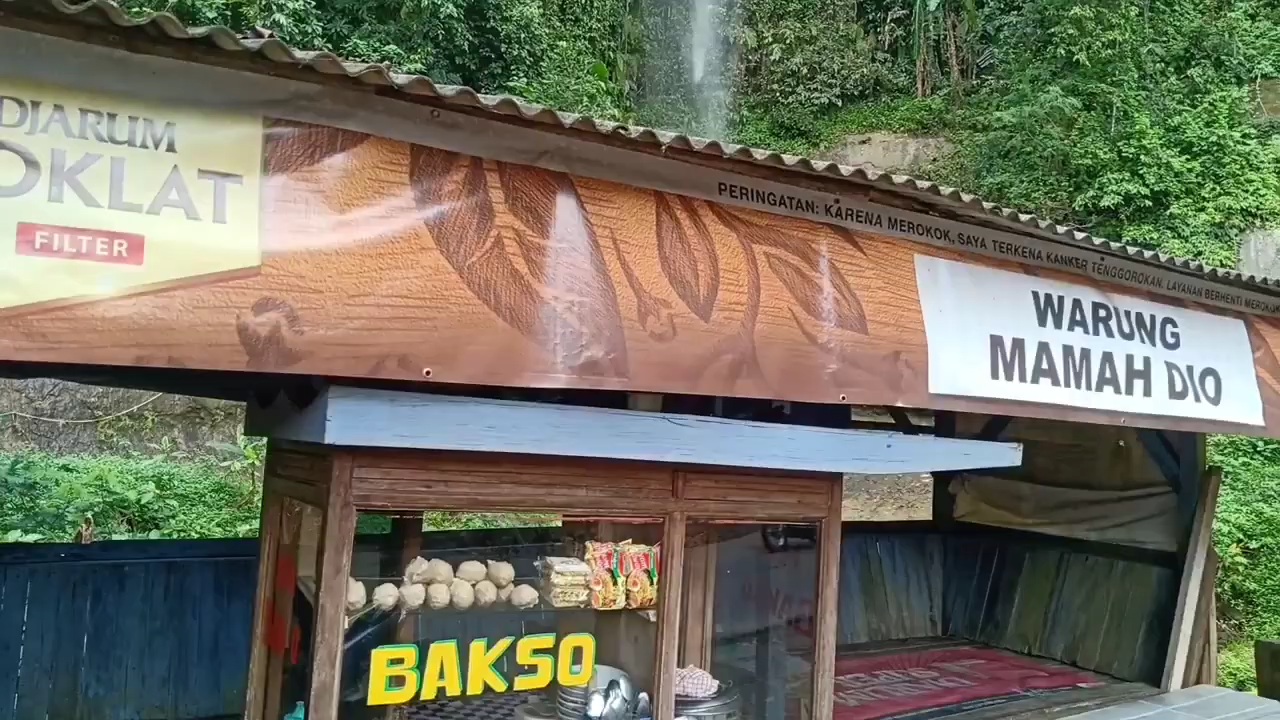 DJARUM
OKLAT
FILTER
PERINGATAN: KARENA MEROKOK, SAYA TERKENA KANKER TENGGOROKAN. LAYANAN BERHENTI MEROKOK
WARUNG
MAMAH DIO
BAKSO